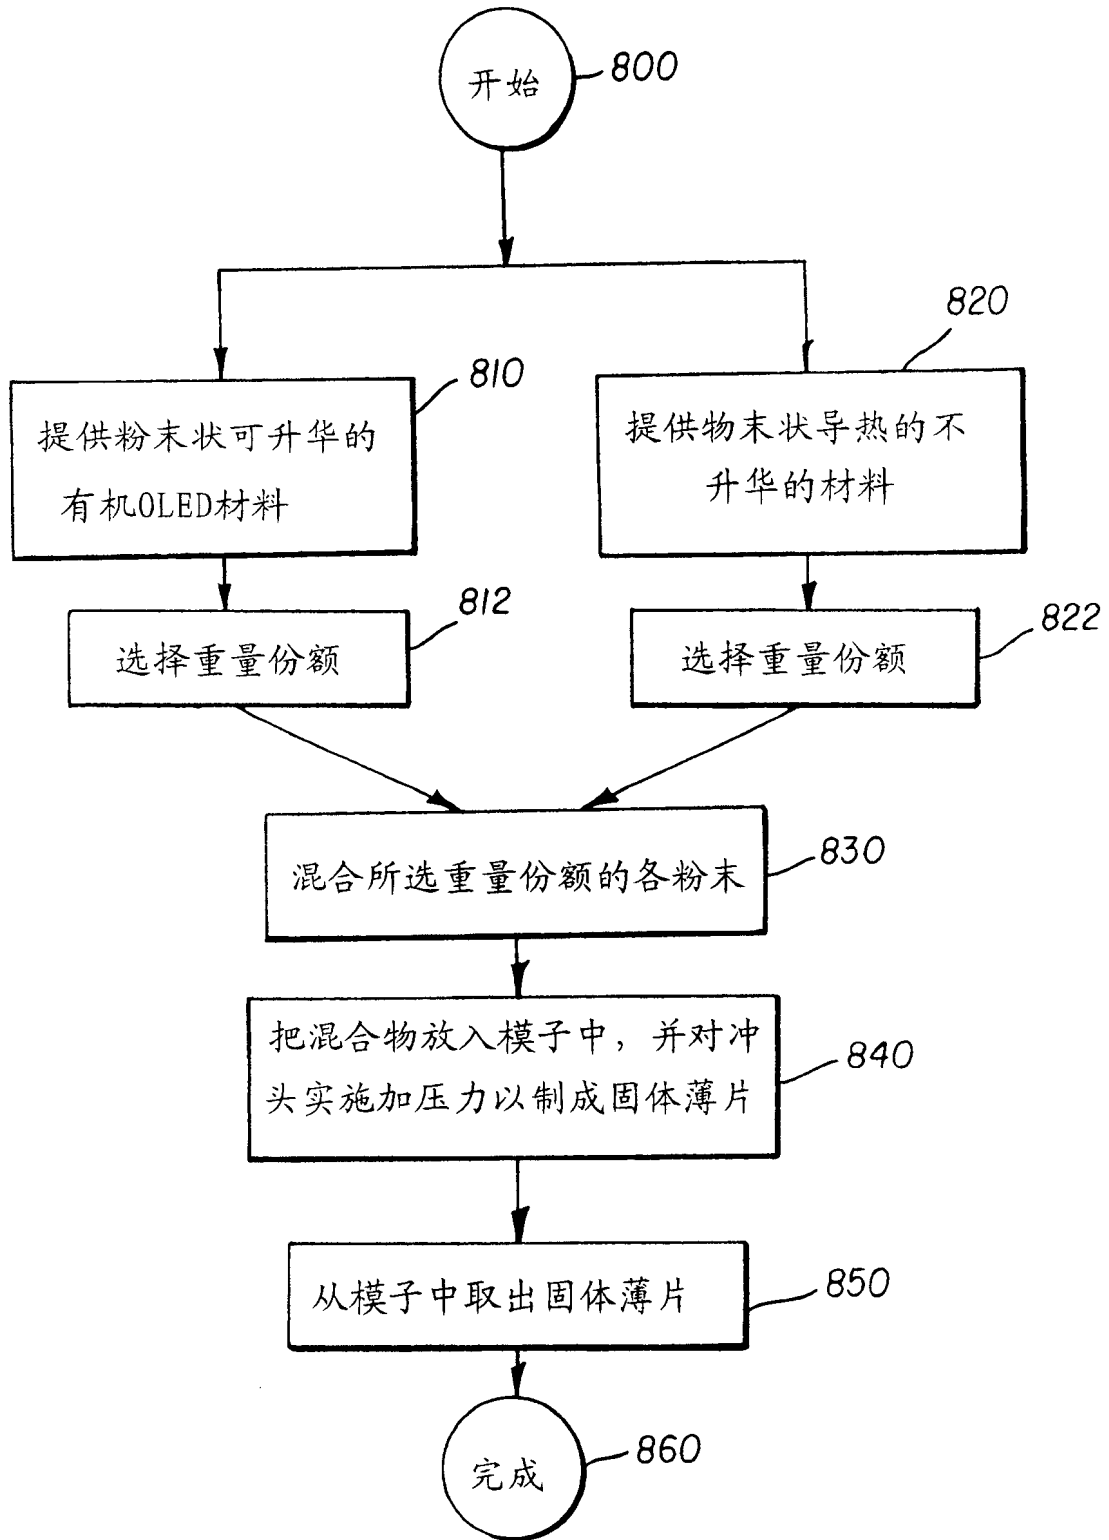 开始
800
820
810
提供粉末状可升华的
有机OLED材料
提供物末状导热的不
升华的材料
812
选择重量份额
822
选择重量份额
830
混合所选重量份额的各粉末
840
把混合物放入模子中，并对冲
头实施加压力以制成固体薄片
850
从模子中取出固体薄片
860
完成